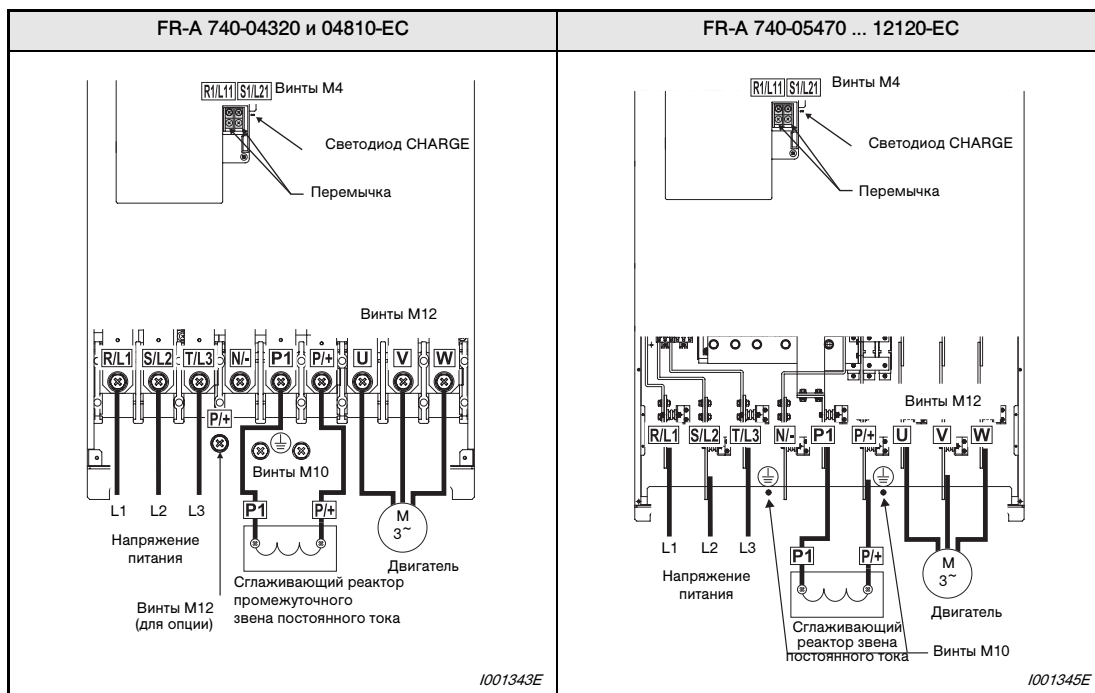 FR-A 740-04320 и 04810-EC
R1/L11 S1/L21 Винты M4
Светодиод CHARGE
Перемычка
Винты M12
R/L1 S/L2 T/L3 N/- P1 P/+ U V W
P/+
Винты M10
P1 P/+
L1 L2 L3
M
3~
Напряжение
питания
Двигатель
Сглаживающий реактор
промежуточного
звена постоянного тока
Винты M12
(для опции)
I001343E
FR-A 740-05470 ... 12120-EC
R1/L11 S1/L21 Винты M4
Светодиод CHARGE
Перемычка
Винты M12
R/L1 S/L2 T/L3 N/- P1 P/+ U V W
L1 L2 L3
P1 P/+
M
3~
Напряжение
питания
Двигатель
Сглаживающий
реактор звена
постоянного тока
Винты M10
I001345E